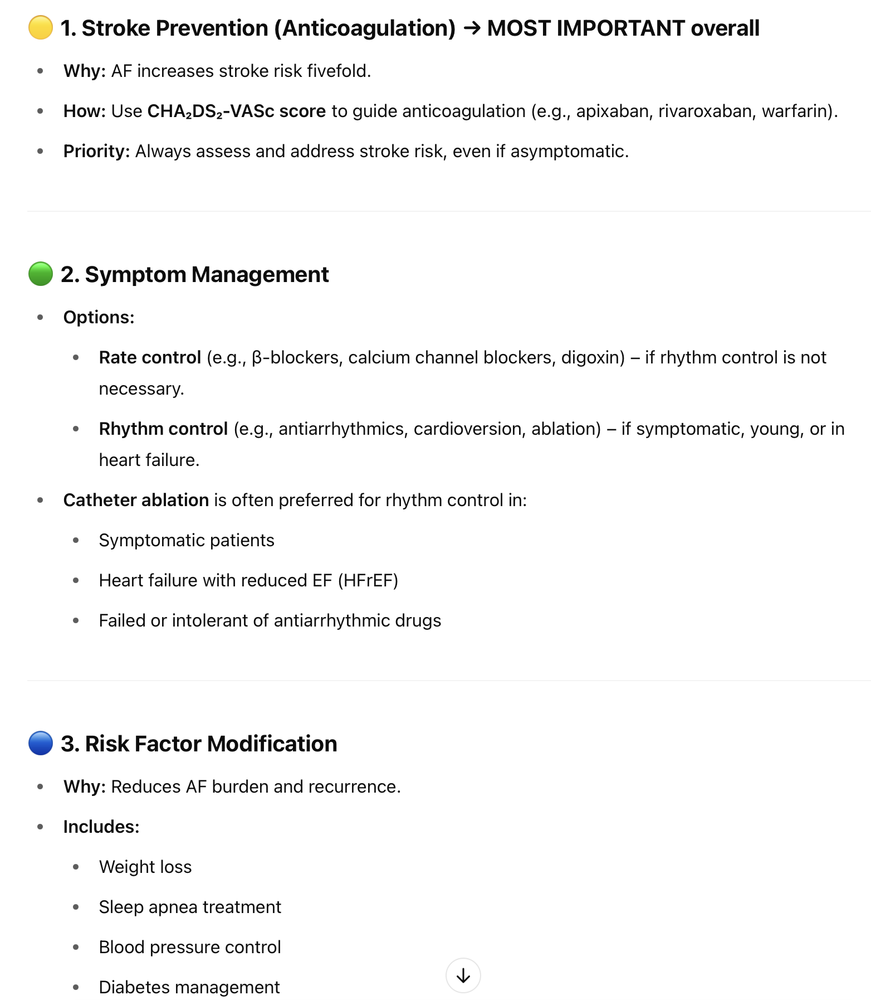 🟡 1. Stroke Prevention (Anticoagulation) → MOST IMPORTANT overall
• Why: AF increases stroke risk fivefold.
• How: Use CHA₂DS₂-VASc score to guide anticoagulation (e.g., apixaban, rivaroxaban, warfarin).
• Priority: Always assess and address stroke risk, even if asymptomatic.
🟢 2. Symptom Management
• Options:
• Rate control (e.g., β-blockers, calcium channel blockers, digoxin) – if rhythm control is not
necessary.
• Rhythm control (e.g., antiarrhythmics, cardioversion, ablation) – if symptomatic, young, or in
heart failure.
• Catheter ablation is often preferred for rhythm control in:
• Symptomatic patients
• Heart failure with reduced EF (HFrEF)
• Failed or intolerant of antiarrhythmic drugs
🔵 3. Risk Factor Modification
• Why: Reduces AF burden and recurrence.
• Includes:
• Weight loss
• Sleep apnea treatment
• Blood pressure control
• Diabetes management